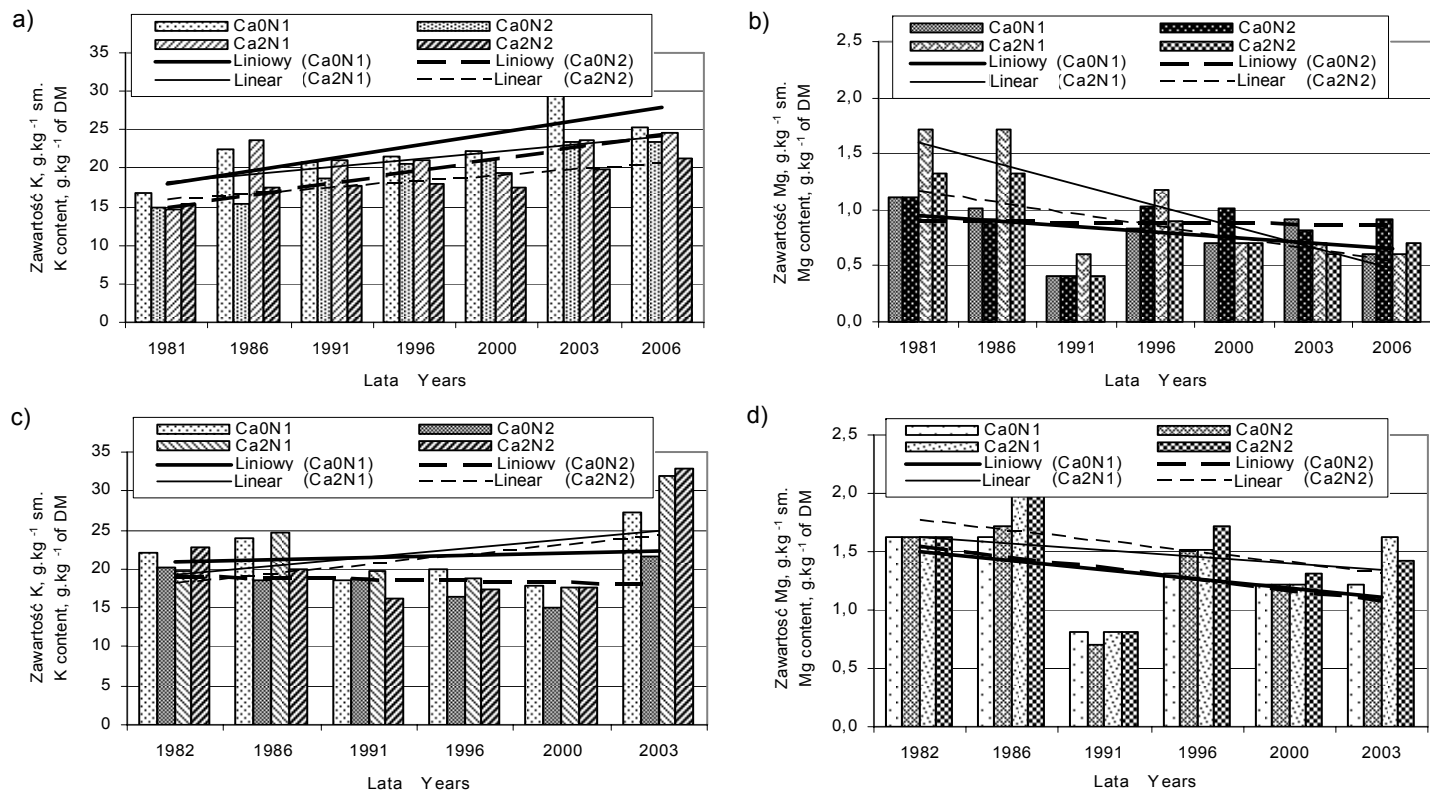 a)
Ca0N1 Ca0N2
Ca2N1 Ca2N2
Liniowy (Ca0N1) Liniowy (Ca0N2)
Linear (Ca2N1) Linear (Ca2N2)
Zawartość K, g.kg⁻¹ sm.
K content, g.kg⁻¹ of DM
35
30
25
20
15
10
5
0
1981 1986 1991 1996 2000 2003 2006
Lata Years
b)
Ca0N1 Ca0N2
Ca2N1 Ca2N2
Liniowy (Ca0N1) Liniowy (Ca0N2)
Linear (Ca2N1) Linear (Ca2N2)
Zawartość Mg, g.kg⁻¹ sm.
Mg content, g.kg⁻¹ of DM
2,5
2,0
1,5
1,0
0,5
0,0
1981 1986 1991 1996 2000 2003 2006
Lata Years
c)
Ca0N1 Ca0N2
Ca2N1 Ca2N2
Liniowy (Ca0N1) Liniowy (Ca0N2)
Linear (Ca2N1) Linear (Ca2N2)
Zawartość K, g.kg⁻¹ sm.
K content, g.kg⁻¹ of DM
35
30
25
20
15
10
5
0
1982 1986 1991 1996 2000 2003
Lata Years
d)
Ca0N1 Ca0N2
Ca2N1 Ca2N2
Liniowy (Ca0N1) Liniowy (Ca0N2)
Linear (Ca2N1) Linear (Ca2N2)
Zawartość Mg, g.kg⁻¹ sm.
Mg content, g.kg⁻¹ of DM
2,5
2,0
1,5
1,0
0,5
0,0
1982 1986 1991 1996 2000 2003
Lata Years